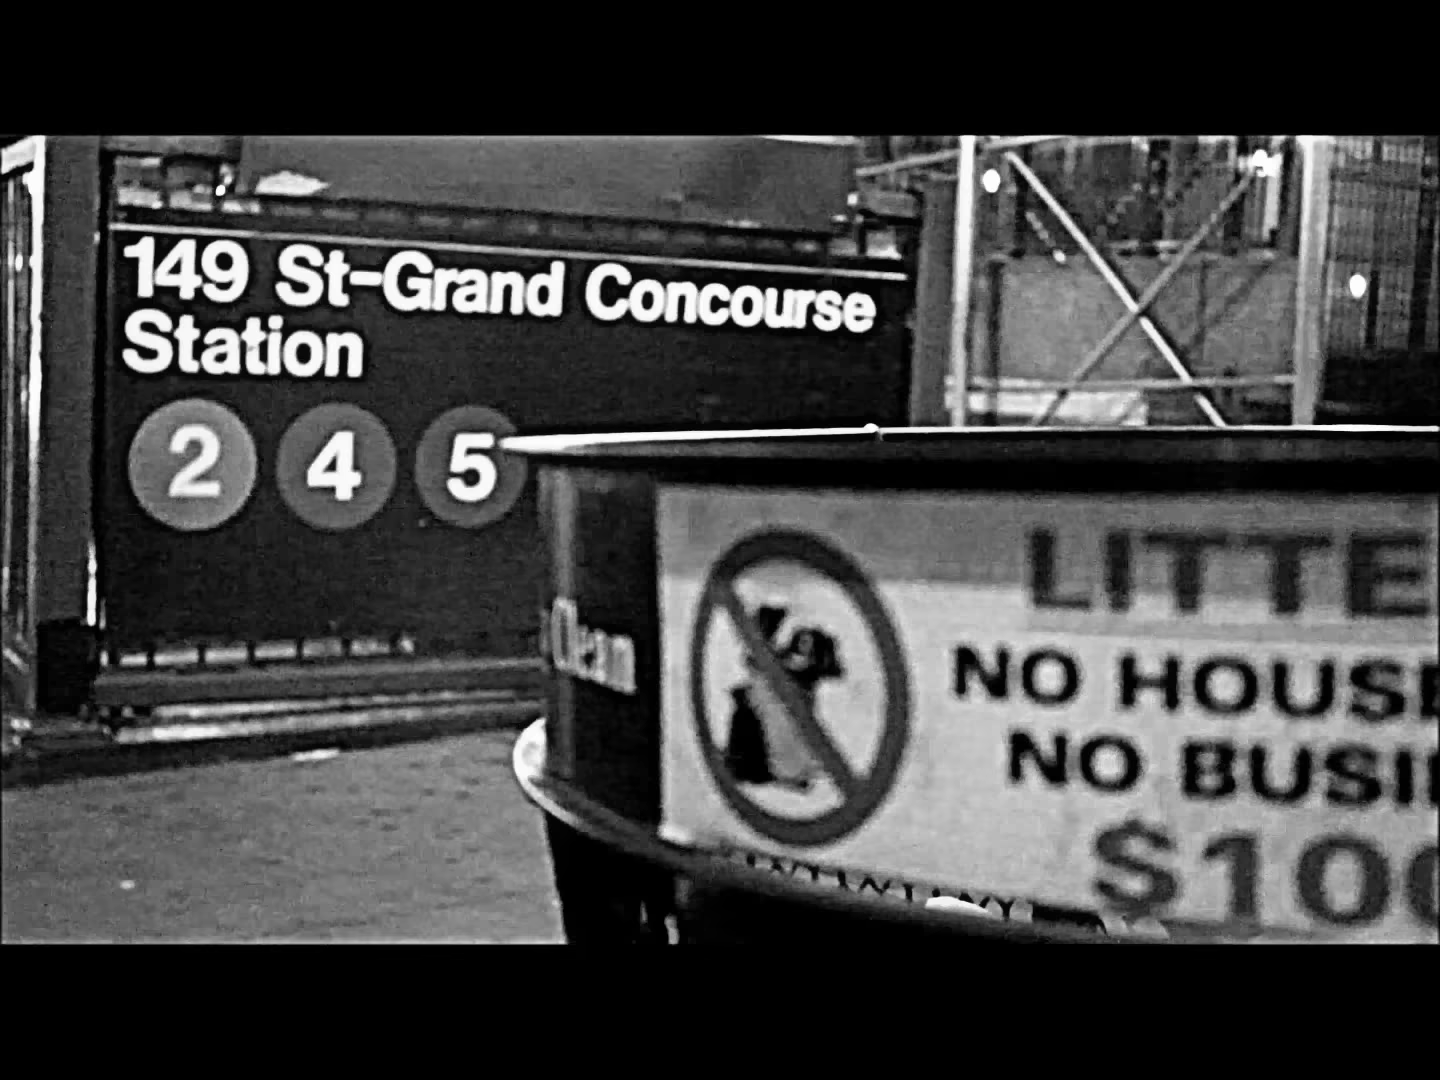 149 St-Grand Concourse
Station
2 4 5
Clean
LITTE
NO HOUSE
NO BUSI
$100